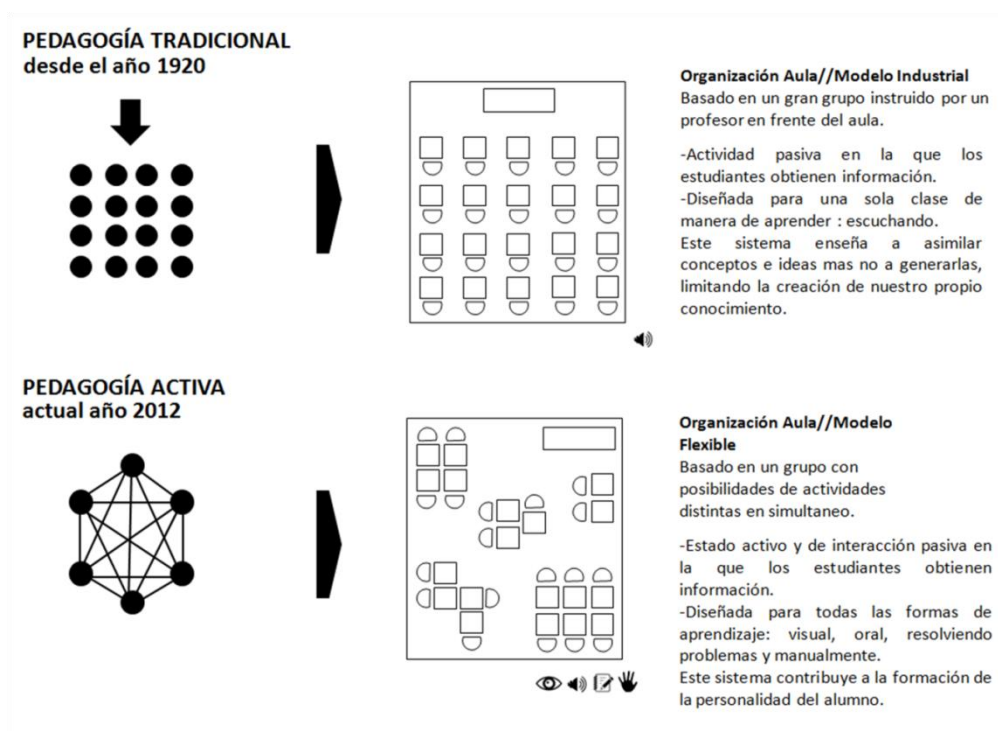 PEDAGOGÍA TRADICIONAL
desde el año 1920
Organización Aula//Modelo Industrial
Basado en un gran grupo instruido por un
profesor en frente del aula.
-Actividad pasiva en la que los
estudiantes obtienen información.
-Diseñada para una sola clase de
manera de aprender : escuchando.
Este sistema enseña a asimilar
conceptos e ideas mas no a generarlas,
limitando la creación de nuestro propio
conocimiento.
PEDAGOGÍA ACTIVA
actual año 2012
Organización Aula//Modelo
Flexible
Basado en un grupo con
posibilidades de actividades
distintas en simultaneo.
-Estado activo y de interacción pasiva en
la que los estudiantes obtienen
información.
-Diseñada para todas las formas de
aprendizaje: visual, oral, resolviendo
problemas y manualmente.
Este sistema contribuye a la formación de
la personalidad del alumno.